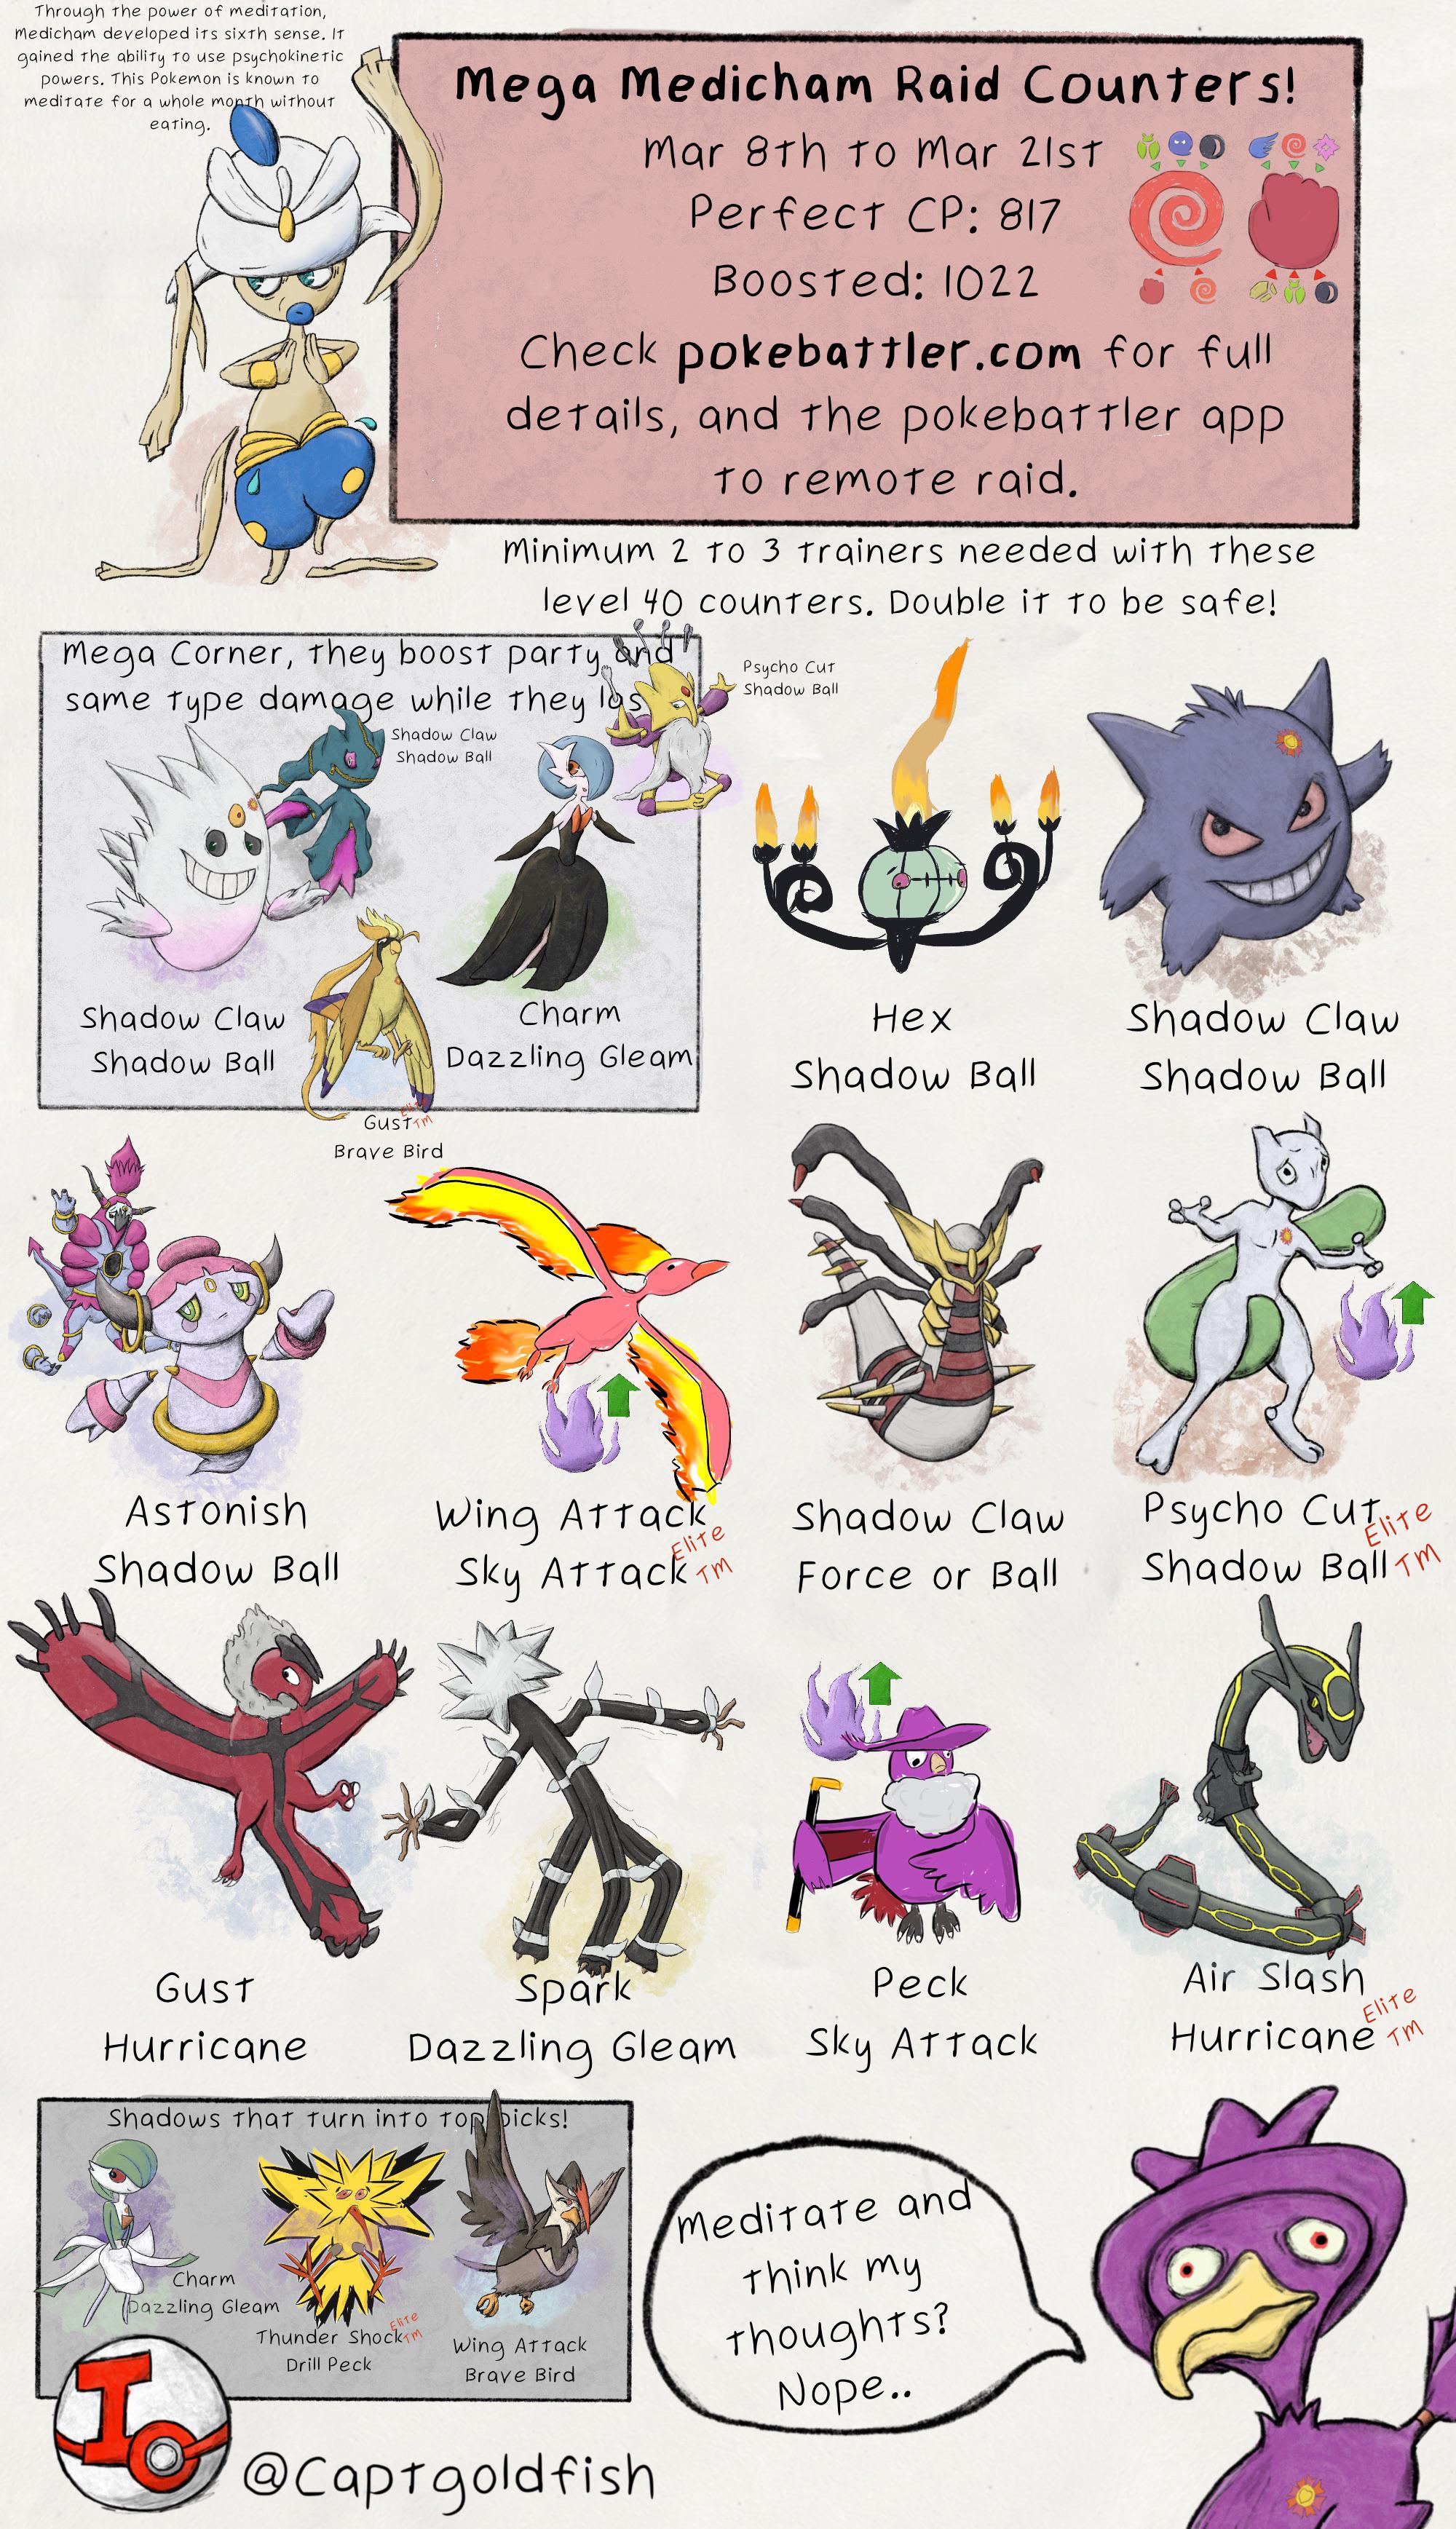 Through the power of meditation,
Medicham developed its sixth sense. It
gained the ability to use psychokinetic
powers. This Pokemon is known to
meditate for a whole month without
eating.
Mega Medicham Raid Counters!
Mar 8th to Mar 21st
Perfect CP: 817
Boosted: 1022
Check pokebattler.com for full
details, and the pokebattler app
to remote raid.
Minimum 2 to 3 trainers needed with these
level 40 counters. Double it to be safe!
Mega Corner, they boost party and
same type damage while they
Psycho Cut
Shadow Ball
Shadow Claw
Shadow Ball
Shadow Claw
Shadow Ball
Charm
Dazzling Gleam
Gust Elite TM
Brave Bird
Hex
Shadow Ball
Shadow Claw
Shadow Ball
Astonish
Shadow Ball
Wing Attack
Sky Attack Elite TM
Shadow Claw
Force or Ball
Psycho Cut
Shadow Ball Elite TM
Gust
Hurricane
Spark
Dazzling Gleam
Peck
Sky Attack
Air Slash
Hurricane Elite TM
Shadows that turn into top picks!
Charm
Dazzling Gleam
Thunder Shock Elite TM
Drill Peck
Wing Attack
Brave Bird
Meditate and
think my
thoughts?
Nope..
@Captgoldfish